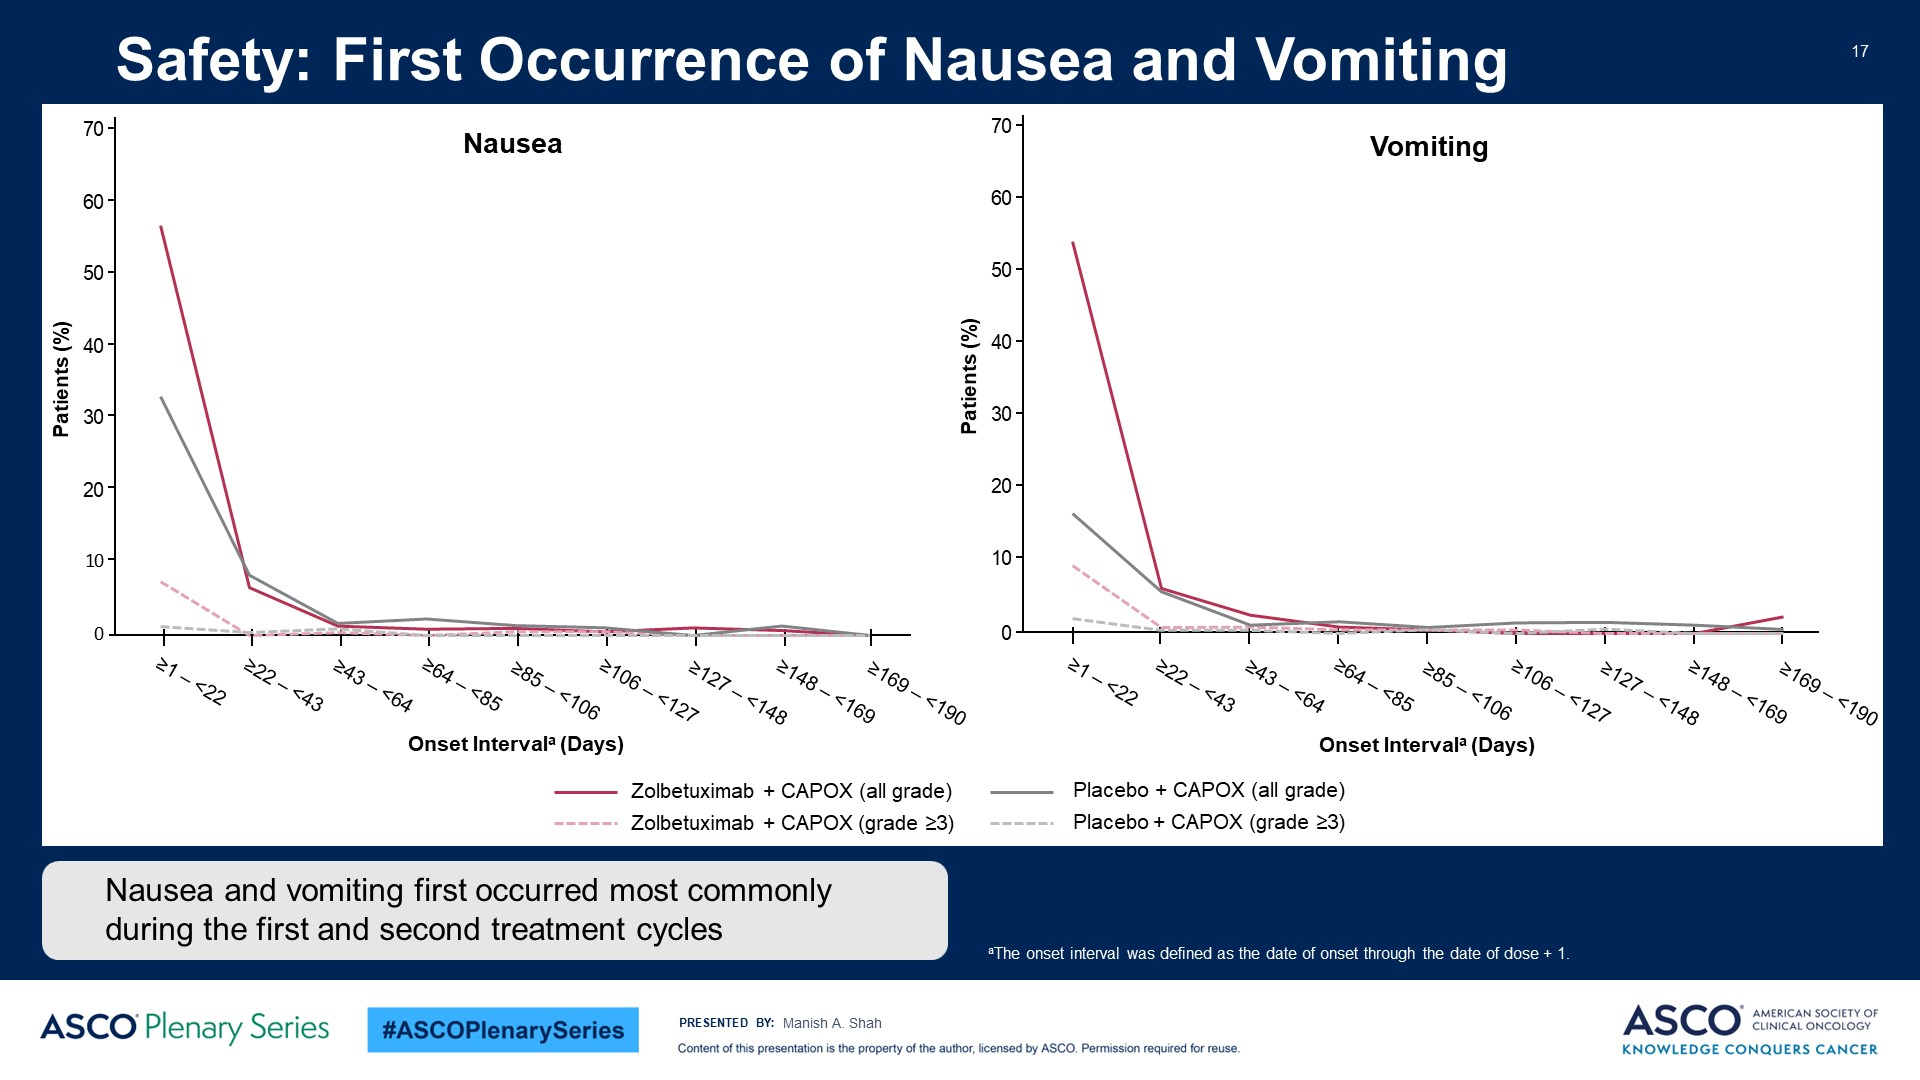 Safety: First Occurrence of Nausea and Vomiting
17
Nausea
70
60
50
40
30
20
10
0
Patients (%)
≥1 – <22
≥22 – <43
≥43 – <64
≥64 – <85
≥85 – <106
≥106 – <127
≥127 – <148
≥148 – <169
≥169 – <190
Onset Intervalᵃ (Days)
Vomiting
70
60
50
40
30
20
10
0
Patients (%)
≥1 – <22
≥22 – <43
≥43 – <64
≥64 – <85
≥85 – <106
≥106 – <127
≥127 – <148
≥148 – <169
≥169 – <190
Onset Intervalᵃ (Days)
Zolbetuximab + CAPOX (all grade)
Placebo + CAPOX (all grade)
Zolbetuximab + CAPOX (grade ≥3)
Placebo + CAPOX (grade ≥3)
Nausea and vomiting first occurred most commonly
during the first and second treatment cycles
ᵃThe onset interval was defined as the date of onset through the date of dose + 1.
ASCO® Plenary Series
#ASCOPlenarySeries
PRESENTED BY: Manish A. Shah
Content of this presentation is the property of the author, licensed by ASCO. Permission required for reuse.
ASCO® AMERICAN SOCIETY OF
CLINICAL ONCOLOGY
KNOWLEDGE CONQUERS CANCER